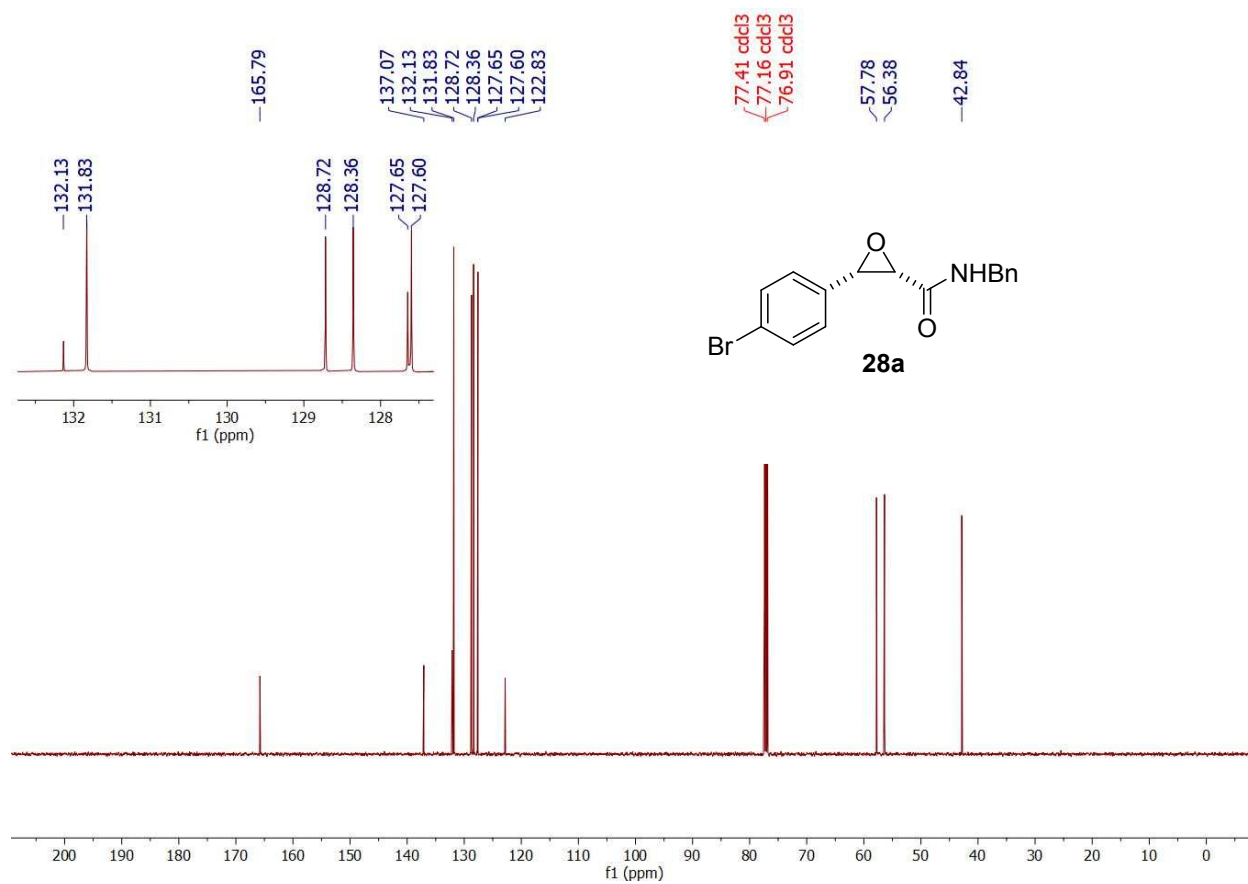 165.79
137.07
132.13
131.83
128.72
128.36
127.65
127.60
122.83
77.41 cdcl3
77.16 cdcl3
76.91 cdcl3
57.78
56.38
42.84
132.13
131.83
128.72
128.36
127.65
127.60
132 131 130 129 128
f1 (ppm)
O
NHBn
O
Br
28a
200 190 180 170 160 150 140 130 120 110 100 90 80 70 60 50 40 30 20 10 0
f1 (ppm)